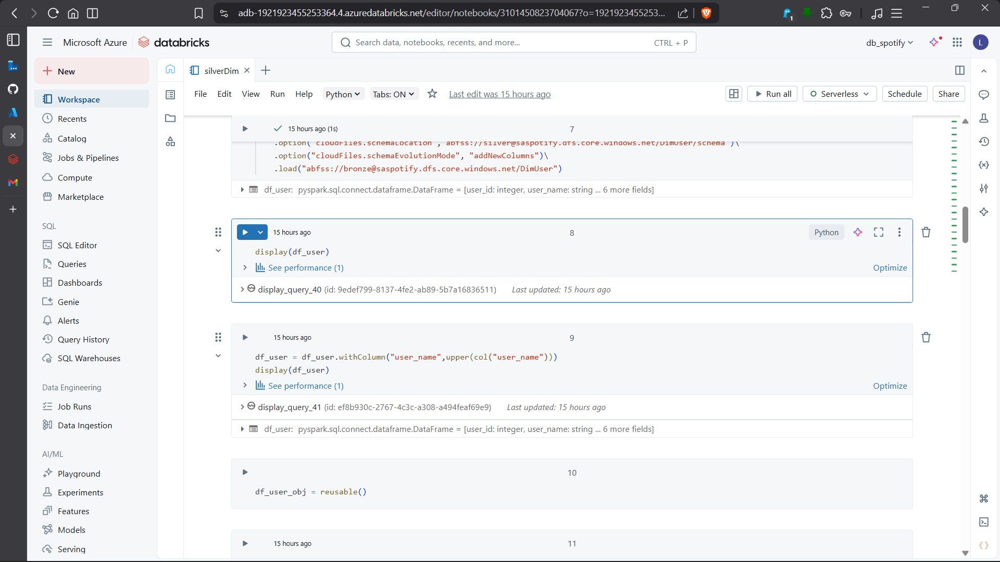 adb-1921923455253364.4.azuredatabricks.net/editor/notebooks/3101450823704067?o=1921923455253...
1
Microsoft Azure
databricks
Search data, notebooks, recents, and more...
CTRL + P
db_spotify
L
New
Workspace
Recents
Catalog
Jobs & Pipelines
Compute
Marketplace
SQL
SQL Editor
Queries
Dashboards
Genie
Alerts
Query History
SQL Warehouses
Data Engineering
Job Runs
Data Ingestion
AI/ML
Playground
Experiments
Features
Models
Serving
silverDim
File Edit View Run Help Python Tabs: ON Last edit was 15 hours ago
Run all Serverless Schedule Share
15 hours ago (1s)
7
.option("cloudFiles.schemaLocation", "abfss://silver@saspotify.dfs.core.windows.net/DimUser/schema")\
.option("cloudFiles.schemaEvolutionMode", "addNewColumns")\
.load("abfss://bronze@saspotify.dfs.core.windows.net/DimUser")
df_user: pyspark.sql.connect.dataframe.DataFrame = [user_id: integer, user_name: string ... 6 more fields]
15 hours ago
8
Python
display(df_user)
See performance (1)
Optimize
display_query_40 (id: 9edef799-8137-4fe2-ab89-5b7a16836511) Last updated: 15 hours ago
15 hours ago
9
df_user = df_user.withColumn("user_name",upper(col("user_name")))
display(df_user)
See performance (1)
Optimize
display_query_41 (id: ef8b930c-2767-4c3c-a308-a494feaf69e9) Last updated: 15 hours ago
df_user: pyspark.sql.connect.dataframe.DataFrame = [user_id: integer, user_name: string ... 6 more fields]
10
df_user_obj = reusable()
15 hours ago
11